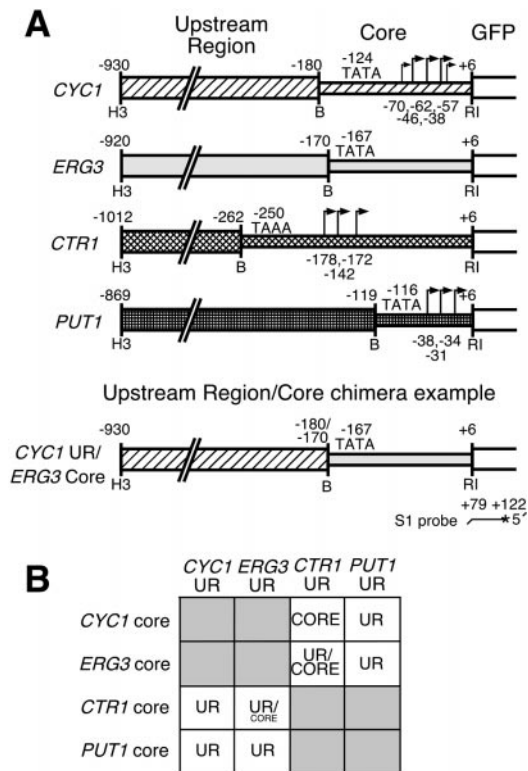 A
Upstream Region Core GFP
-930 -180 -124 TATA +6
CYC1
H3 B -70,-62,-57 RI
-46,-38
-920 -170 -167 +6
TATA
ERG3
H3 B RI
-1012 -262 -250 +6
TAAA
CTR1
H3 B -178,-172 RI
-142
-869 -119 -116 +6
TATA
PUT1
H3 B -38,-34 RI
-31
Upstream Region/Core chimera example
-930 -180/ -167 +6
-170 TATA
CYC1 UR/
ERG3 Core
H3 B RI
+79 +122
S1 probe *5′
B
CYC1 ERG3 CTR1 PUT1
UR UR UR UR
CYC1 core CORE UR
ERG3 core UR/ CORE UR
CTR1 core UR UR/ CORE
PUT1 core UR UR